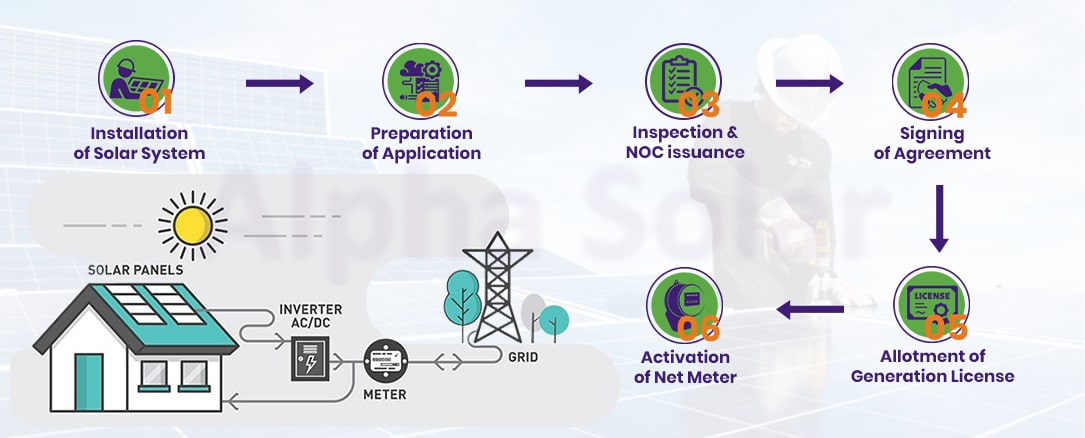 01
Installation
of Solar System
02
Preparation
of Application
03
Inspection &
NOC issuance
04
Signing
of Agreement
LICENSE
05
Allotment of
Generation License
06
Activation
of Net Meter
Alpha Solar
SOLAR PANELS
INVERTER
AC/DC
METER
GRID